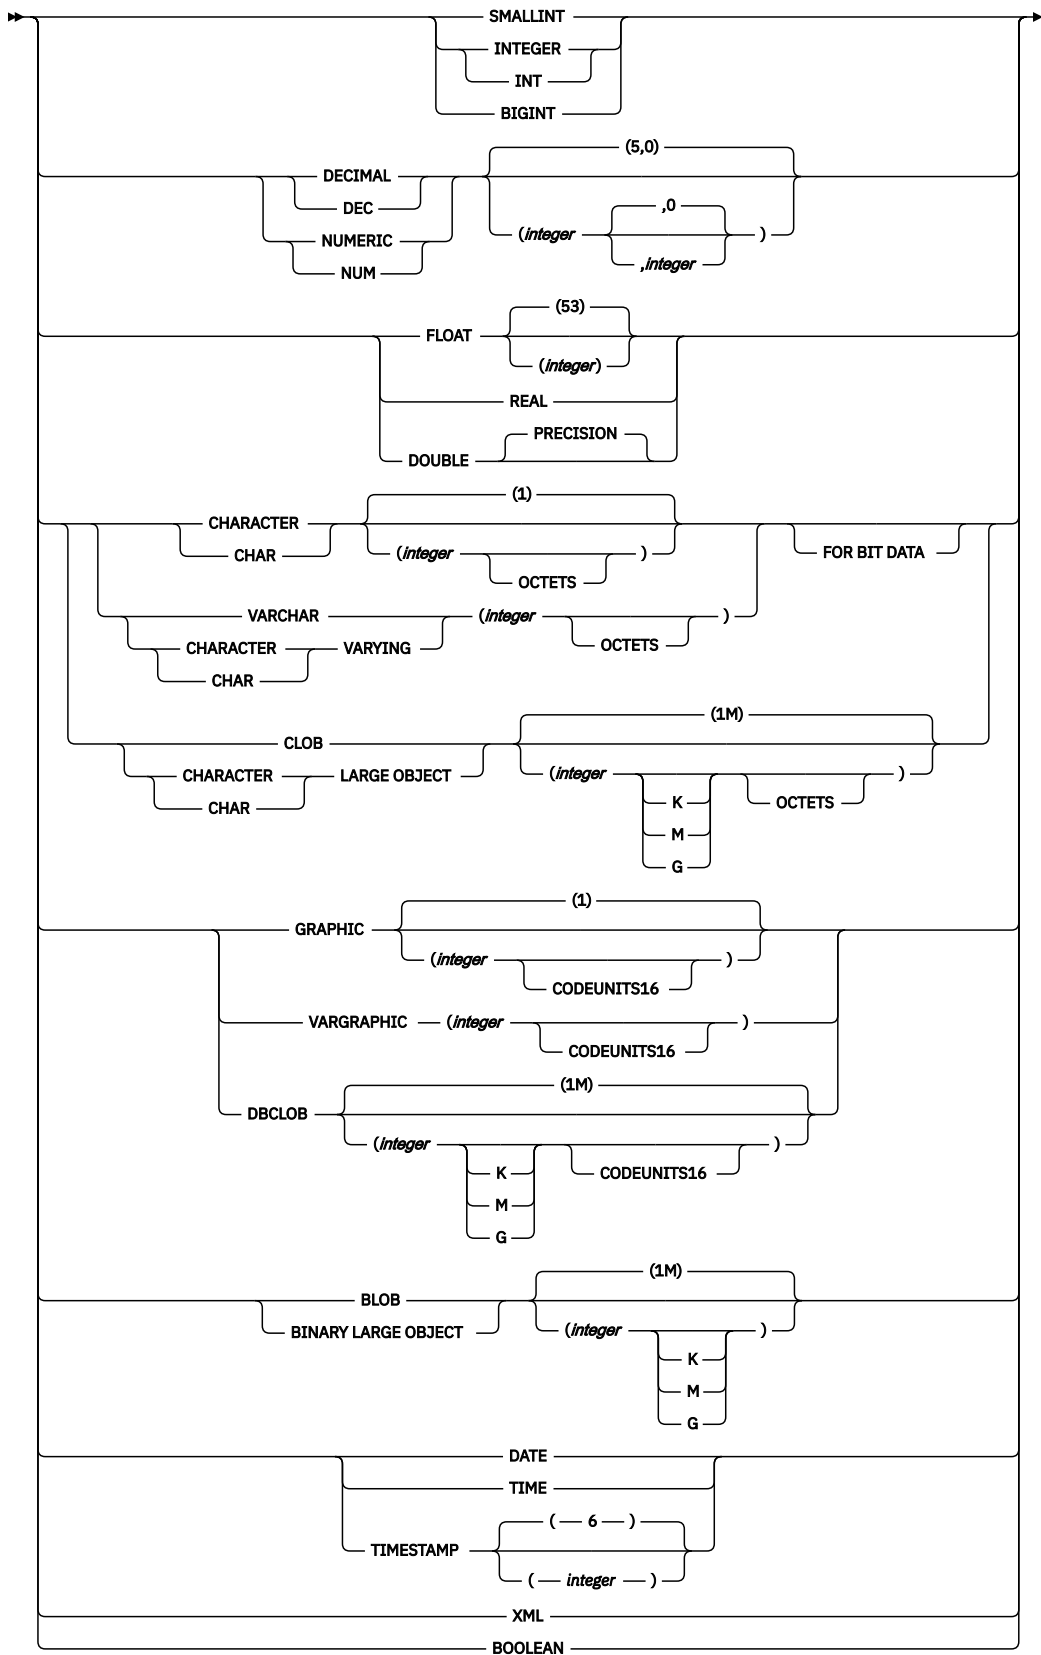 SMALLINT
INTEGER
INT
BIGINT
(5,0)
DECIMAL
DEC
,0
NUMERIC (integer )
,integer
NUM
(53)
FLOAT
(integer)
REAL
PRECISION
DOUBLE
(1)
CHARACTER
CHAR (integer ) FOR BIT DATA
OCTETS
VARCHAR (integer )
CHARACTER VARYING OCTETS
CHAR
(1M)
CLOB
CHARACTER LARGE OBJECT (integer )
CHAR K OCTETS
M
G
(1)
GRAPHIC
(integer )
CODEUNITS16
VARGRAPHIC (integer )
CODEUNITS16
(1M)
DBCLOB
(integer )
K CODEUNITS16
M
G
(1M)
BLOB
BINARY LARGE OBJECT (integer )
K
M
G
DATE
TIME
( 6 )
TIMESTAMP
( integer )
XML
BOOLEAN